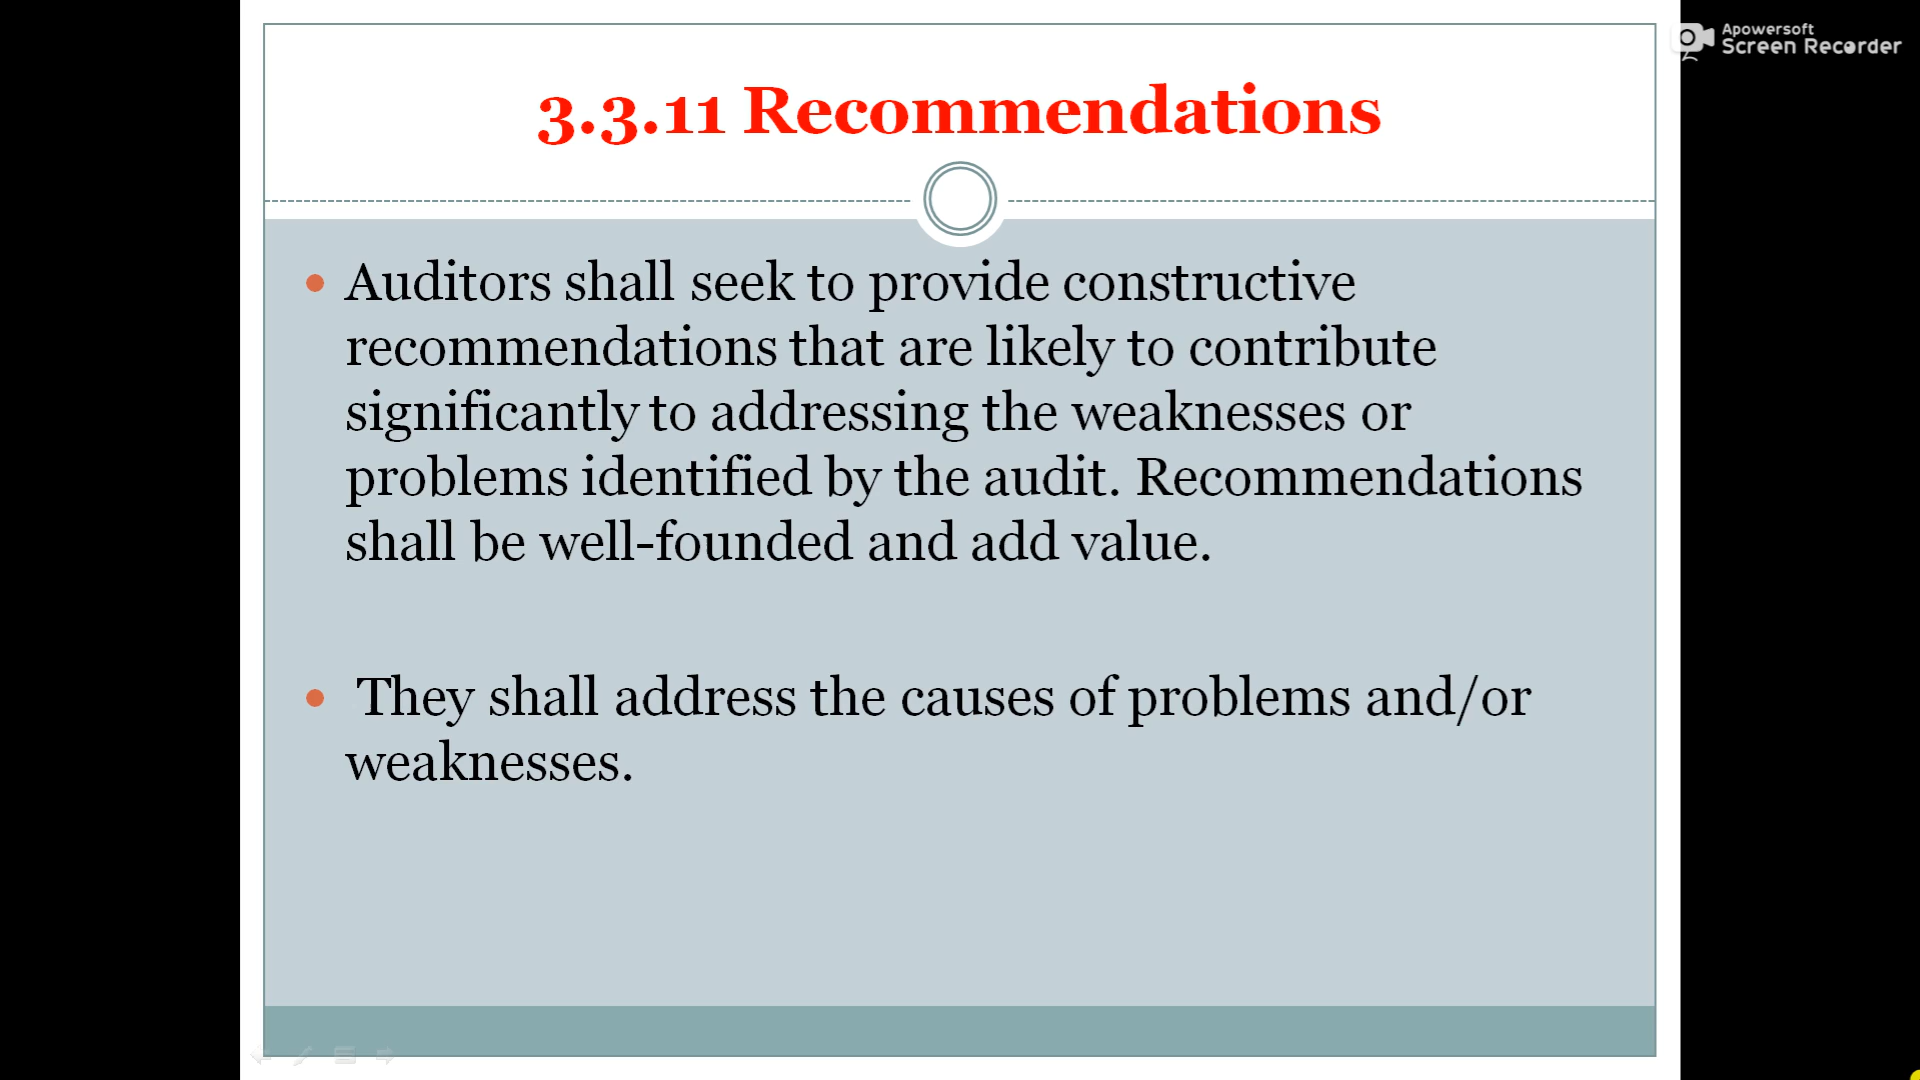 Apowersoft
Screen Recorder
3.3.11 Recommendations
• Auditors shall seek to provide constructive
recommendations that are likely to contribute
significantly to addressing the weaknesses or
problems identified by the audit. Recommendations
shall be well-founded and add value.
• They shall address the causes of problems and/or
weaknesses.